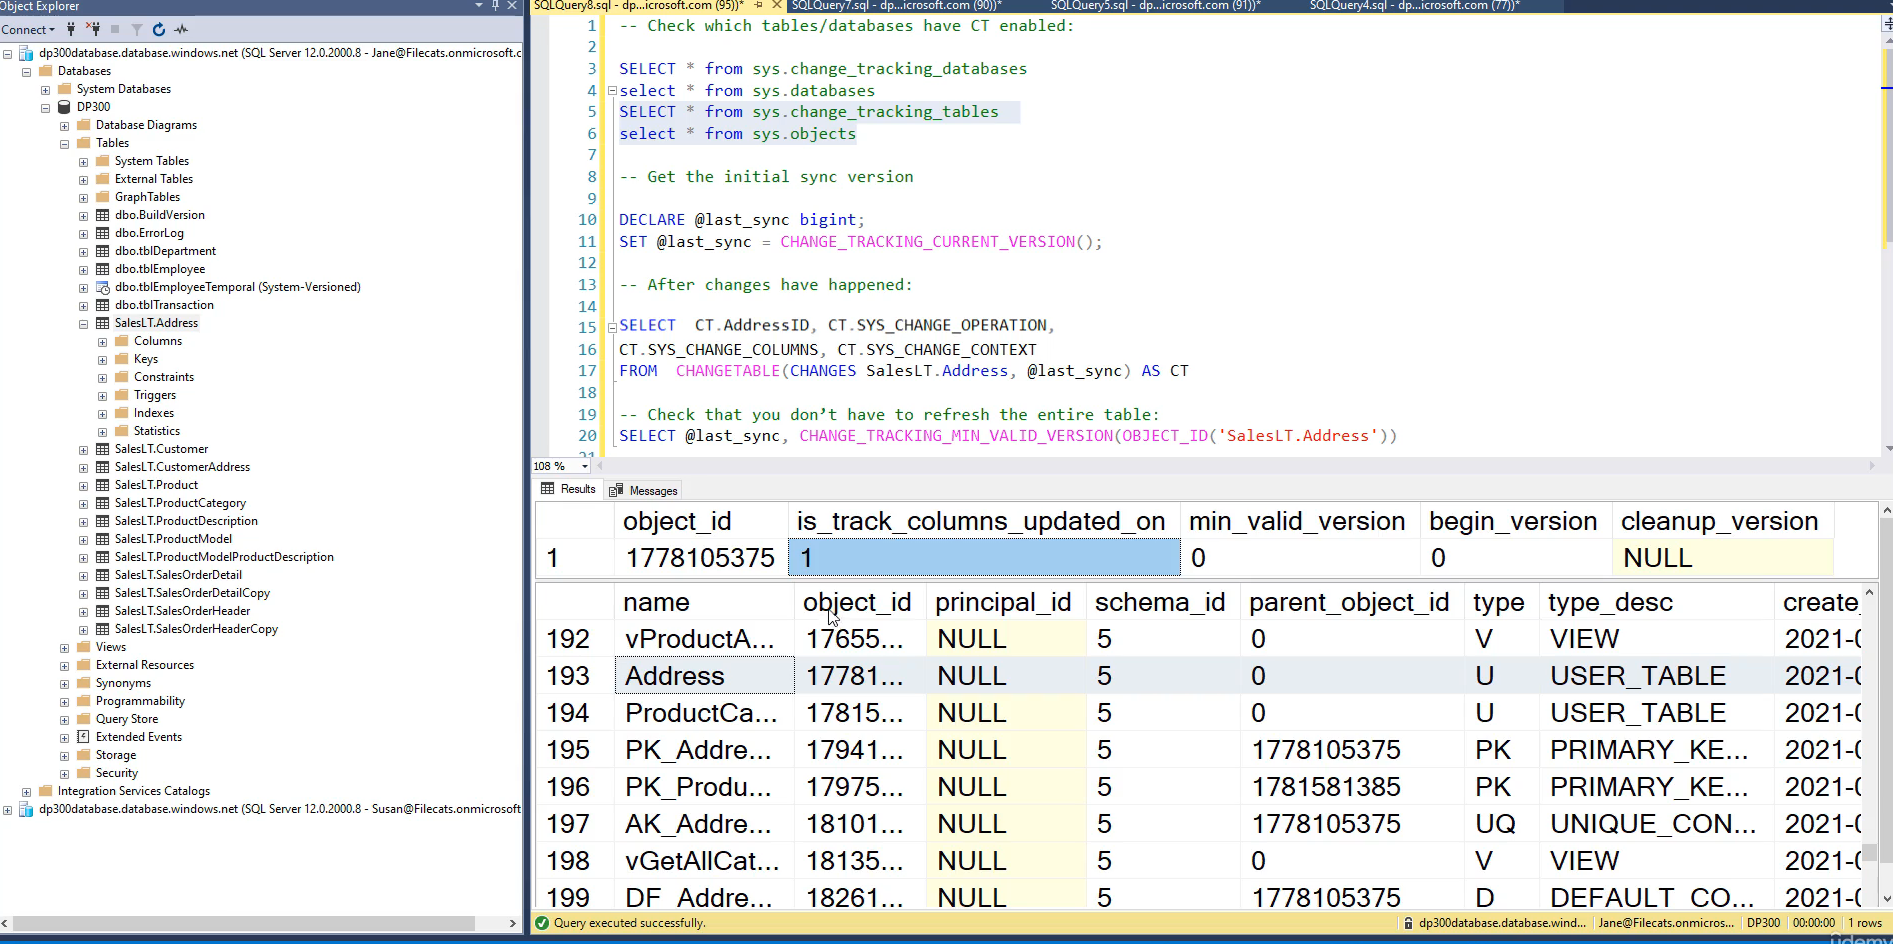 Object Explorer
Connect
dp300database.database.windows.net (SQL Server 12.0.2000.8 - Jane@Filecats.onmicrosoft.c
Databases
System Databases
DP300
Database Diagrams
Tables
System Tables
External Tables
GraphTables
dbo.BuildVersion
dbo.ErrorLog
dbo.tblDepartment
dbo.tblEmployee
dbo.tblEmployeeTemporal (System-Versioned)
dbo.tblTransaction
SalesLT.Address
Columns
Keys
Constraints
Triggers
Indexes
Statistics
SalesLT.Customer
SalesLT.CustomerAddress
SalesLT.Product
SalesLT.ProductCategory
SalesLT.ProductDescription
SalesLT.ProductModel
SalesLT.ProductModelProductDescription
SalesLT.SalesOrderDetail
SalesLT.SalesOrderDetailCopy
SalesLT.SalesOrderHeader
SalesLT.SalesOrderHeaderCopy
Views
External Resources
Synonyms
Programmability
Query Store
Extended Events
Storage
Security
Integration Services Catalogs
dp300database.database.windows.net (SQL Server 12.0.2000.8 - Susan@Filecats.onmicrosoft
SQLQuery8.sql - dp...icrosoft.com (95))* SQLQuery7.sql - dp...icrosoft.com (90))* SQLQuery5.sql - dp...icrosoft.com (91))* SQLQuery4.sql - dp...icrosoft.com (77))*
1 -- Check which tables/databases have CT enabled:
2
3 SELECT * from sys.change_tracking_databases
4 select * from sys.databases
5 SELECT * from sys.change_tracking_tables
6 select * from sys.objects
7
8 -- Get the initial sync version
9
10 DECLARE @last_sync bigint;
11 SET @last_sync = CHANGE_TRACKING_CURRENT_VERSION();
12
13 -- After changes have happened:
14
15 SELECT CT.AddressID, CT.SYS_CHANGE_OPERATION,
16 CT.SYS_CHANGE_COLUMNS, CT.SYS_CHANGE_CONTEXT
17 FROM CHANGETABLE(CHANGES SalesLT.Address, @last_sync) AS CT
18
19 -- Check that you don’t have to refresh the entire table:
20 SELECT @last_sync, CHANGE_TRACKING_MIN_VALID_VERSION(OBJECT_ID('SalesLT.Address'))
21
108 %
Results Messages
object_id is_track_columns_updated_on min_valid_version begin_version cleanup_version
1 1778105375 1 0 0 NULL
name object_id principal_id schema_id parent_object_id type type_desc create_
192 vProductA... 17655... NULL 5 0 V VIEW 2021-0
193 Address 17781... NULL 5 0 U USER_TABLE 2021-0
194 ProductCa... 17815... NULL 5 0 U USER_TABLE 2021-0
195 PK_Addre... 17941... NULL 5 1778105375 PK PRIMARY_KE... 2021-0
196 PK_Produ... 17975... NULL 5 1781581385 PK PRIMARY_KE... 2021-0
197 AK_Addre... 18101... NULL 5 1778105375 UQ UNIQUE_CON... 2021-0
198 vGetAllCat... 18135... NULL 5 0 V VIEW 2021-0
199 DF_Addre... 18261... NULL 5 1778105375 D DEFAULT_CO... 2021-0
Query executed successfully. dp300database.database.wind... Jane@Filecats.onmicros... DP300 00:00:00 1 rows
udemy